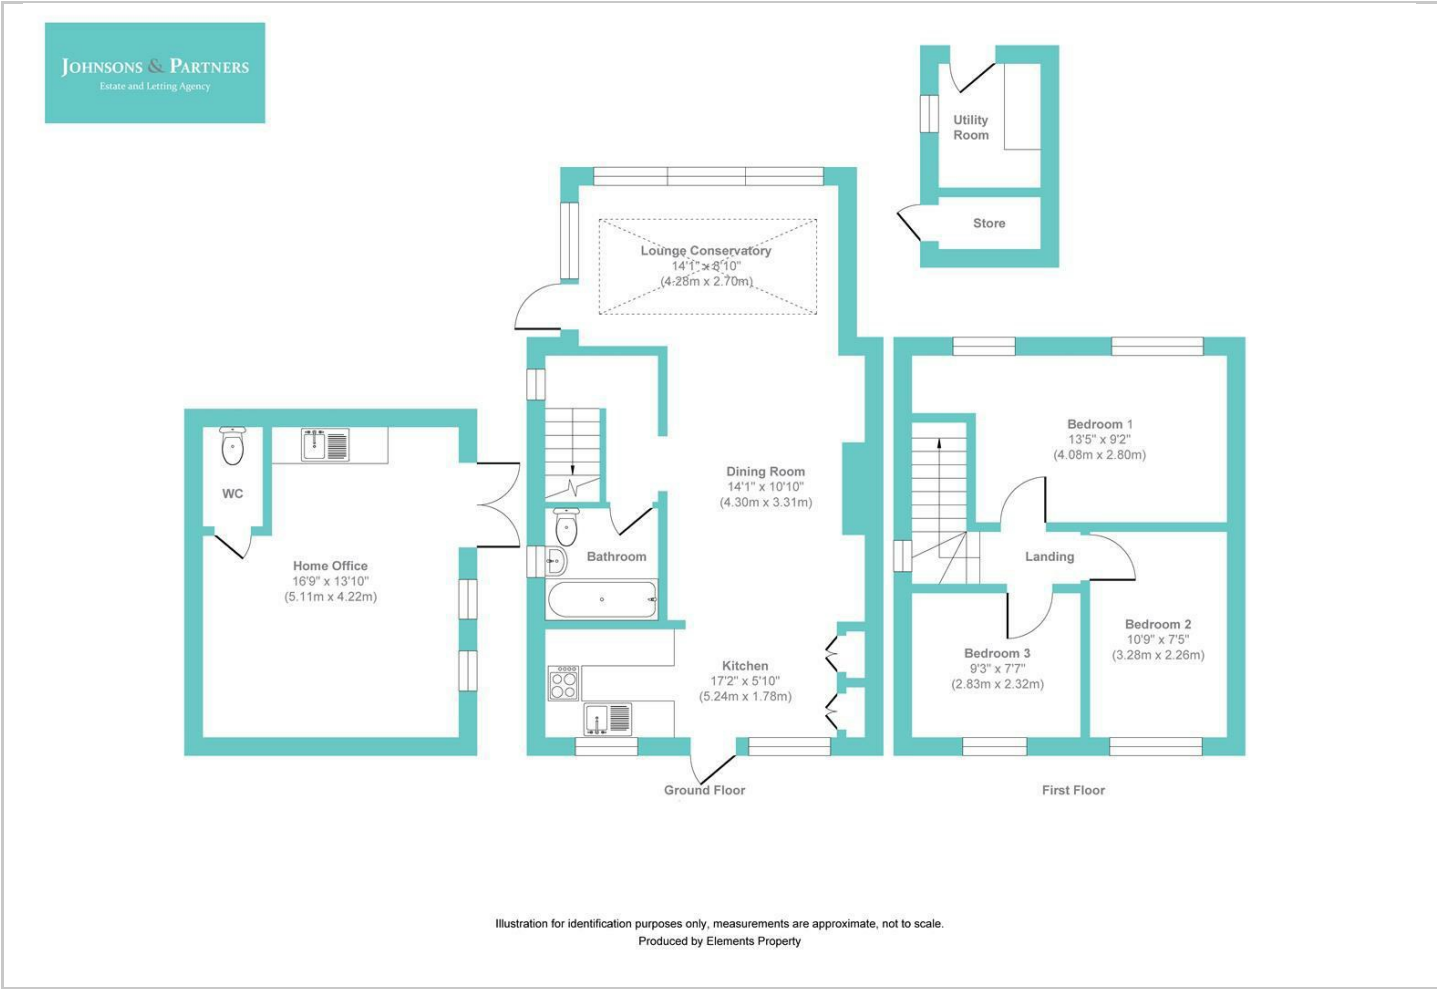 JOHNSONS & PARTNERS
Estate and Letting Agency
Utility
Room
Store
Lounge Conservatory
14'1" x 8'10"
(4.28m x 2.70m)
Bedroom 1
13'5" x 9'2"
(4.08m x 2.80m)
Dining Room
14'1" x 10'10"
(4.30m x 3.31m)
WC
Home Office
16'9" x 13'10"
(5.11m x 4.22m)
Bathroom
Landing
Bedroom 2
10'9" x 7'5"
(3.28m x 2.26m)
Bedroom 3
9'3" x 7'7"
(2.83m x 2.32m)
Kitchen
17'2" x 5'10"
(5.24m x 1.78m)
Ground Floor
First Floor
Illustration for identification purposes only, measurements are approximate, not to scale.
Produced by Elements Property